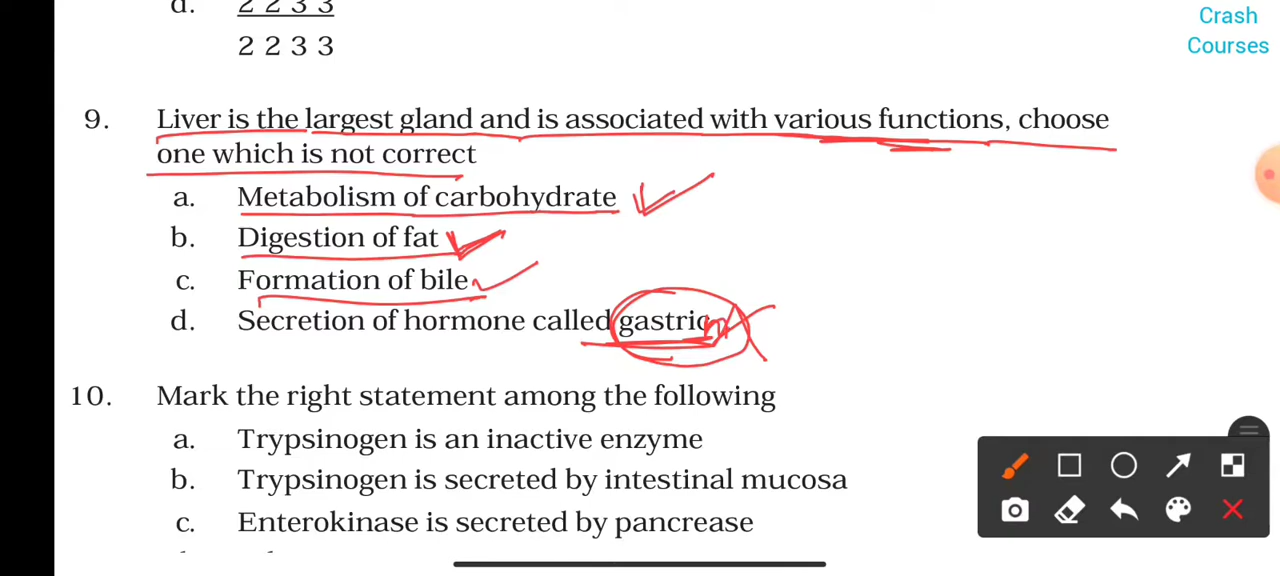 d. 2 2 3 3
2 2 3 3
Crash
Courses
9. Liver is the largest gland and is associated with various functions, choose
one which is not correct
a. Metabolism of carbohydrate
b. Digestion of fat
c. Formation of bile
d. Secretion of hormone called gastric
n
10. Mark the right statement among the following
a. Trypsinogen is an inactive enzyme
b. Trypsinogen is secreted by intestinal mucosa
c. Enterokinase is secreted by pancrease